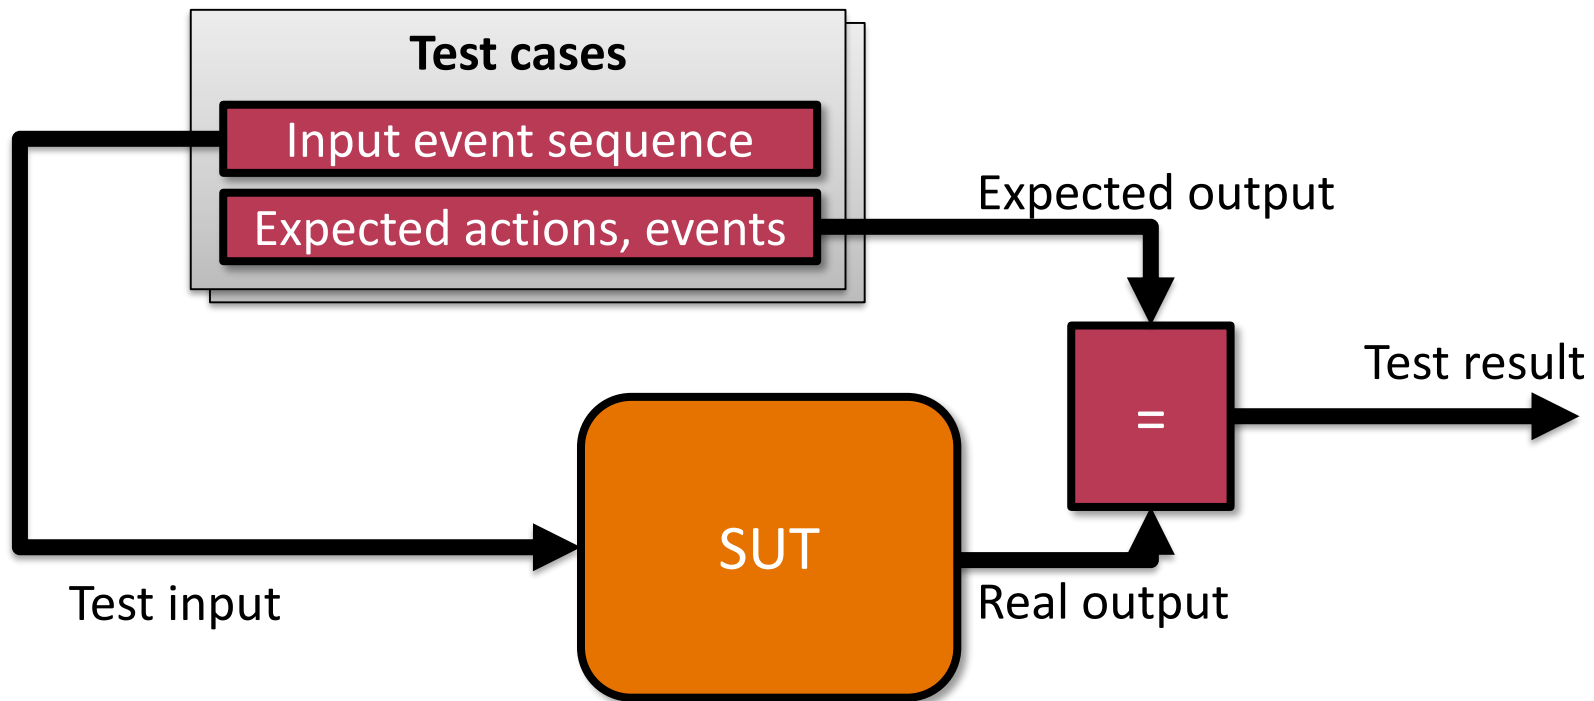 Test cases
Input event sequence
Expected actions, events
Expected output
Test result
=
SUT
Test input
Real output